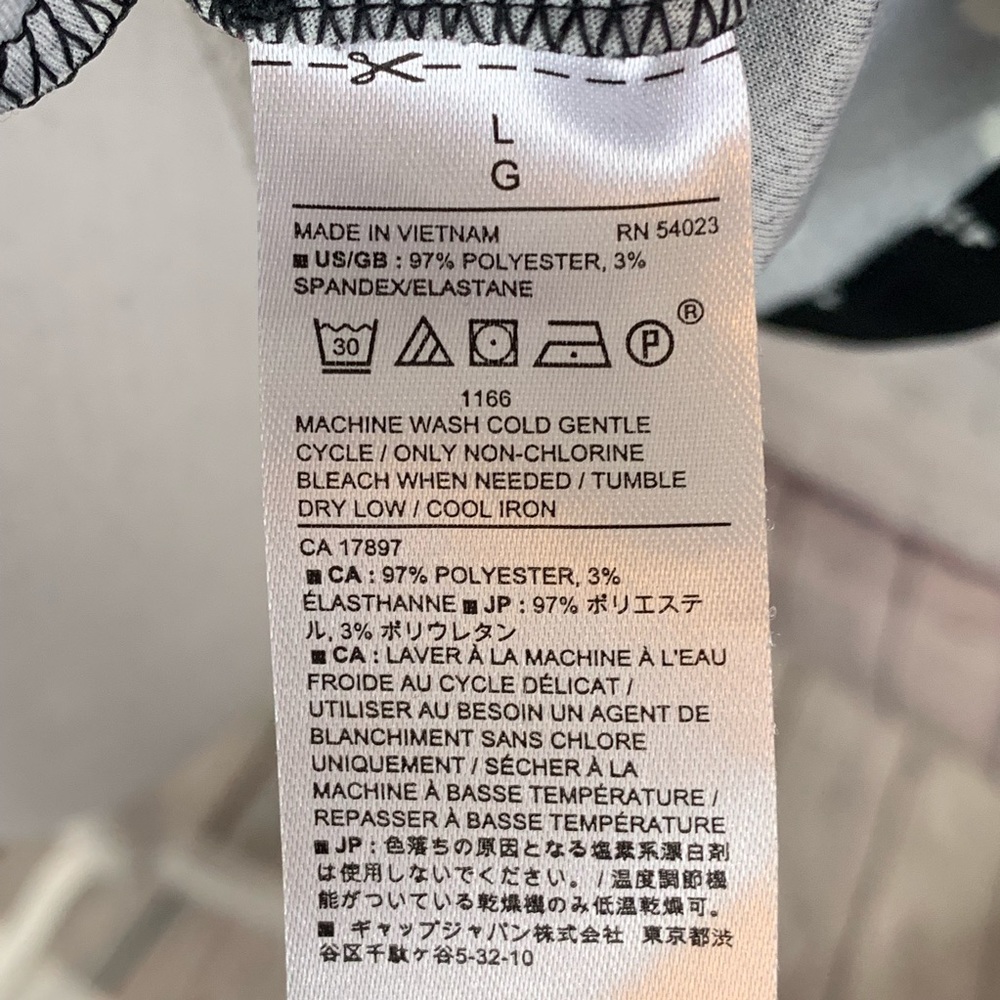 L
G
MADE IN VIETNAM RN 54023
US/GB : 97% POLYESTER, 3%
SPANDEX/ELASTANE
30 P ®
1166
MACHINE WASH COLD GENTLE
CYCLE / ONLY NON-CHLORINE
BLEACH WHEN NEEDED / TUMBLE
DRY LOW / COOL IRON
CA 17897
CA : 97% POLYESTER, 3%
ÉLASTHANNE ■ JP : 97% ポリエステ
ル, 3% ポリウレタン
CA : LAVER À LA MACHINE À L'EAU
FROIDE AU CYCLE DÉLICAT /
UTILISER AU BESOIN UN AGENT DE
BLANCHIMENT SANS CHLORE
UNIQUEMENT / SÉCHER À LA
MACHINE À BASSE TEMPÉRATURE /
REPASSER À BASSE TEMPÉRATURE
JP : 色落ちの原因となる塩素系漂白剤
は使用しないでください。 / 温度調節機
能がついている乾燥機のみ低温乾燥可。
ギャップジャパン株式会社 東京都渋
谷区千駄ケ谷5-32-10